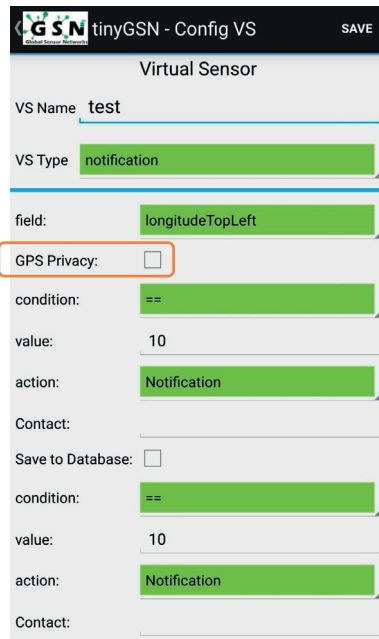 GSN tinyGSN - Config VS SAVE
Global Sensor Networks
Virtual Sensor
VS Name test
VS Type notification
field: longitudeTopLeft
GPS Privacy:
condition: ==
value: 10
action: Notification
Contact:
Save to Database:
condition: ==
value: 10
action: Notification
Contact: